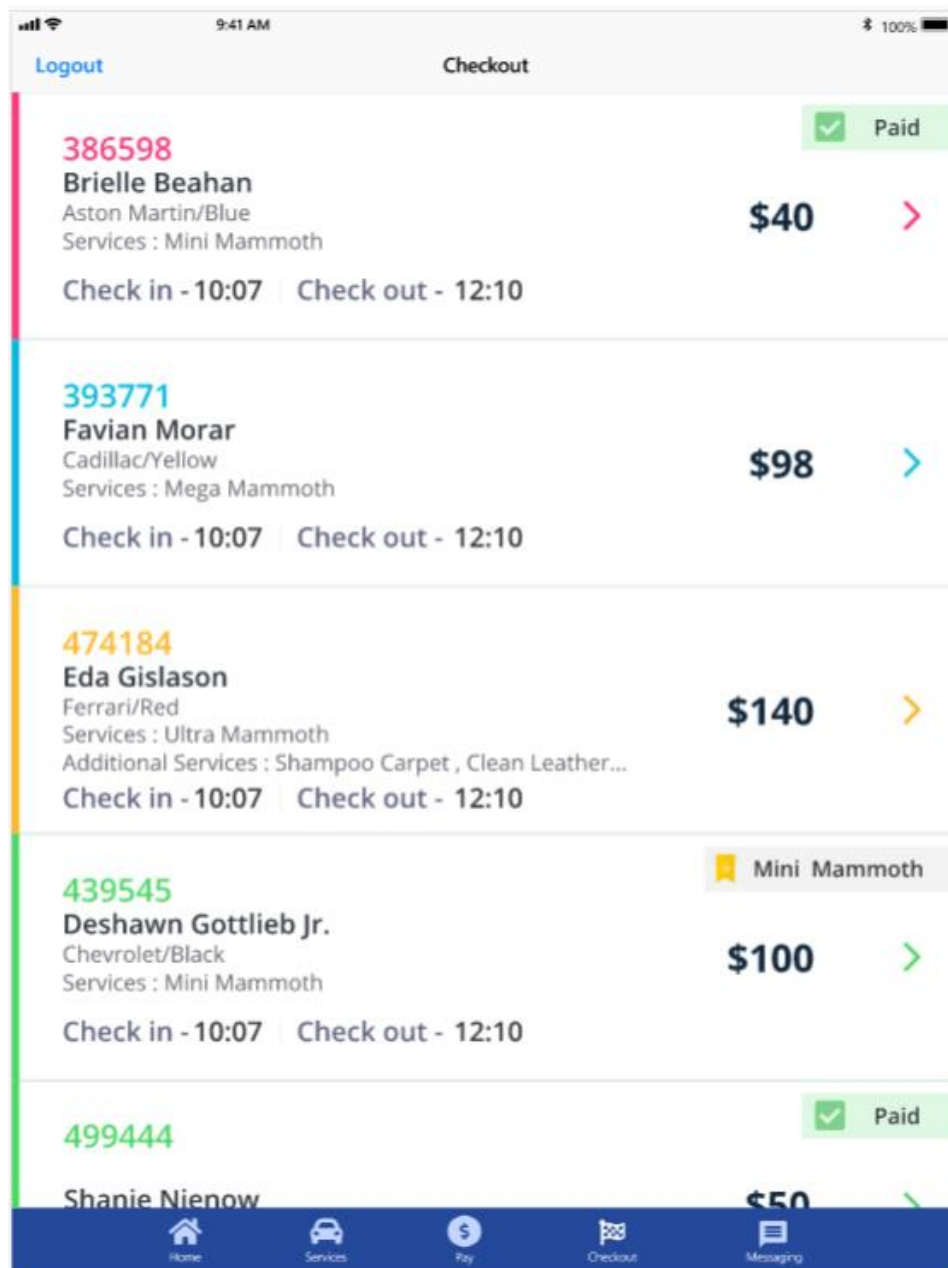 9:41 AM 100%
Logout Checkout
Paid
386598
Brielle Beahan
Aston Martin/Blue
$40
Services : Mini Mammoth
Check in - 10:07 Check out - 12:10
393771
Favian Morar
Cadillac/Yellow
$98
Services : Mega Mammoth
Check in - 10:07 Check out - 12:10
474184
Eda Gislason
Ferrari/Red
$140
Services : Ultra Mammoth
Additional Services : Shampoo Carpet , Clean Leather...
Check in - 10:07 Check out - 12:10
Mini Mammoth
439545
Deshawn Gottlieb Jr.
Chevrolet/Black
$100
Services : Mini Mammoth
Check in - 10:07 Check out - 12:10
Paid
499444
Shanie Nienow
$50
Home Services Pay Checkout Messaging